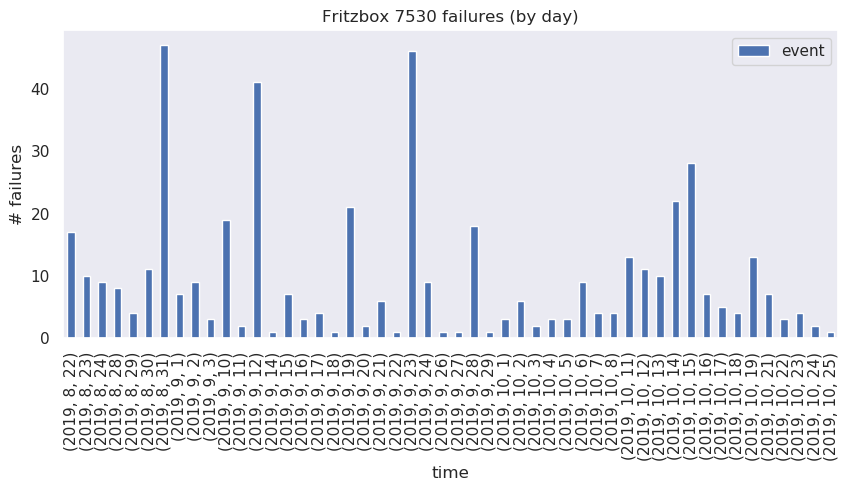 Fritzbox 7530 failures (by day)
event
# failures
40
30
20
10
0
(2019, 8, 22)
(2019, 8, 23)
(2019, 8, 24)
(2019, 8, 28)
(2019, 8, 29)
(2019, 8, 30)
(2019, 8, 31)
(2019, 9, 1)
(2019, 9, 2)
(2019, 9, 3)
(2019, 9, 10)
(2019, 9, 11)
(2019, 9, 12)
(2019, 9, 14)
(2019, 9, 15)
(2019, 9, 16)
(2019, 9, 17)
(2019, 9, 18)
(2019, 9, 19)
(2019, 9, 20)
(2019, 9, 21)
(2019, 9, 22)
(2019, 9, 23)
(2019, 9, 24)
(2019, 9, 26)
(2019, 9, 27)
(2019, 9, 28)
(2019, 9, 29)
(2019, 10, 1)
(2019, 10, 2)
(2019, 10, 3)
(2019, 10, 4)
(2019, 10, 5)
(2019, 10, 6)
(2019, 10, 7)
(2019, 10, 8)
(2019, 10, 11)
(2019, 10, 12)
(2019, 10, 13)
(2019, 10, 14)
(2019, 10, 15)
(2019, 10, 16)
(2019, 10, 17)
(2019, 10, 18)
(2019, 10, 19)
(2019, 10, 21)
(2019, 10, 22)
(2019, 10, 23)
(2019, 10, 24)
(2019, 10, 25)
time